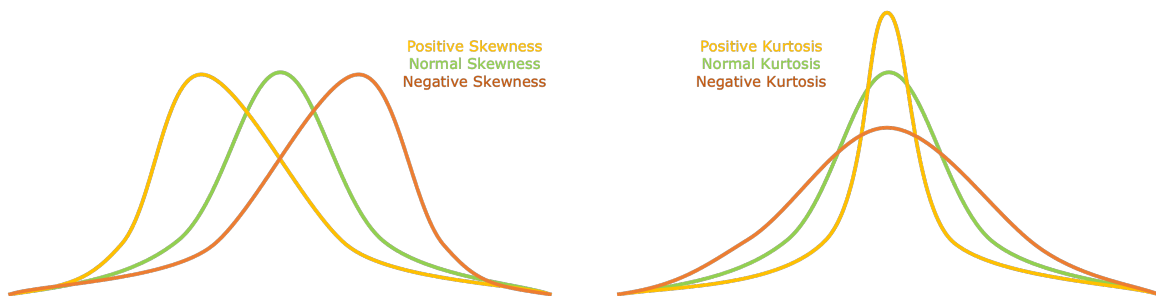 Positive Skewness
Normal Skewness
Negative Skewness
Positive Kurtosis
Normal Kurtosis
Negative Kurtosis